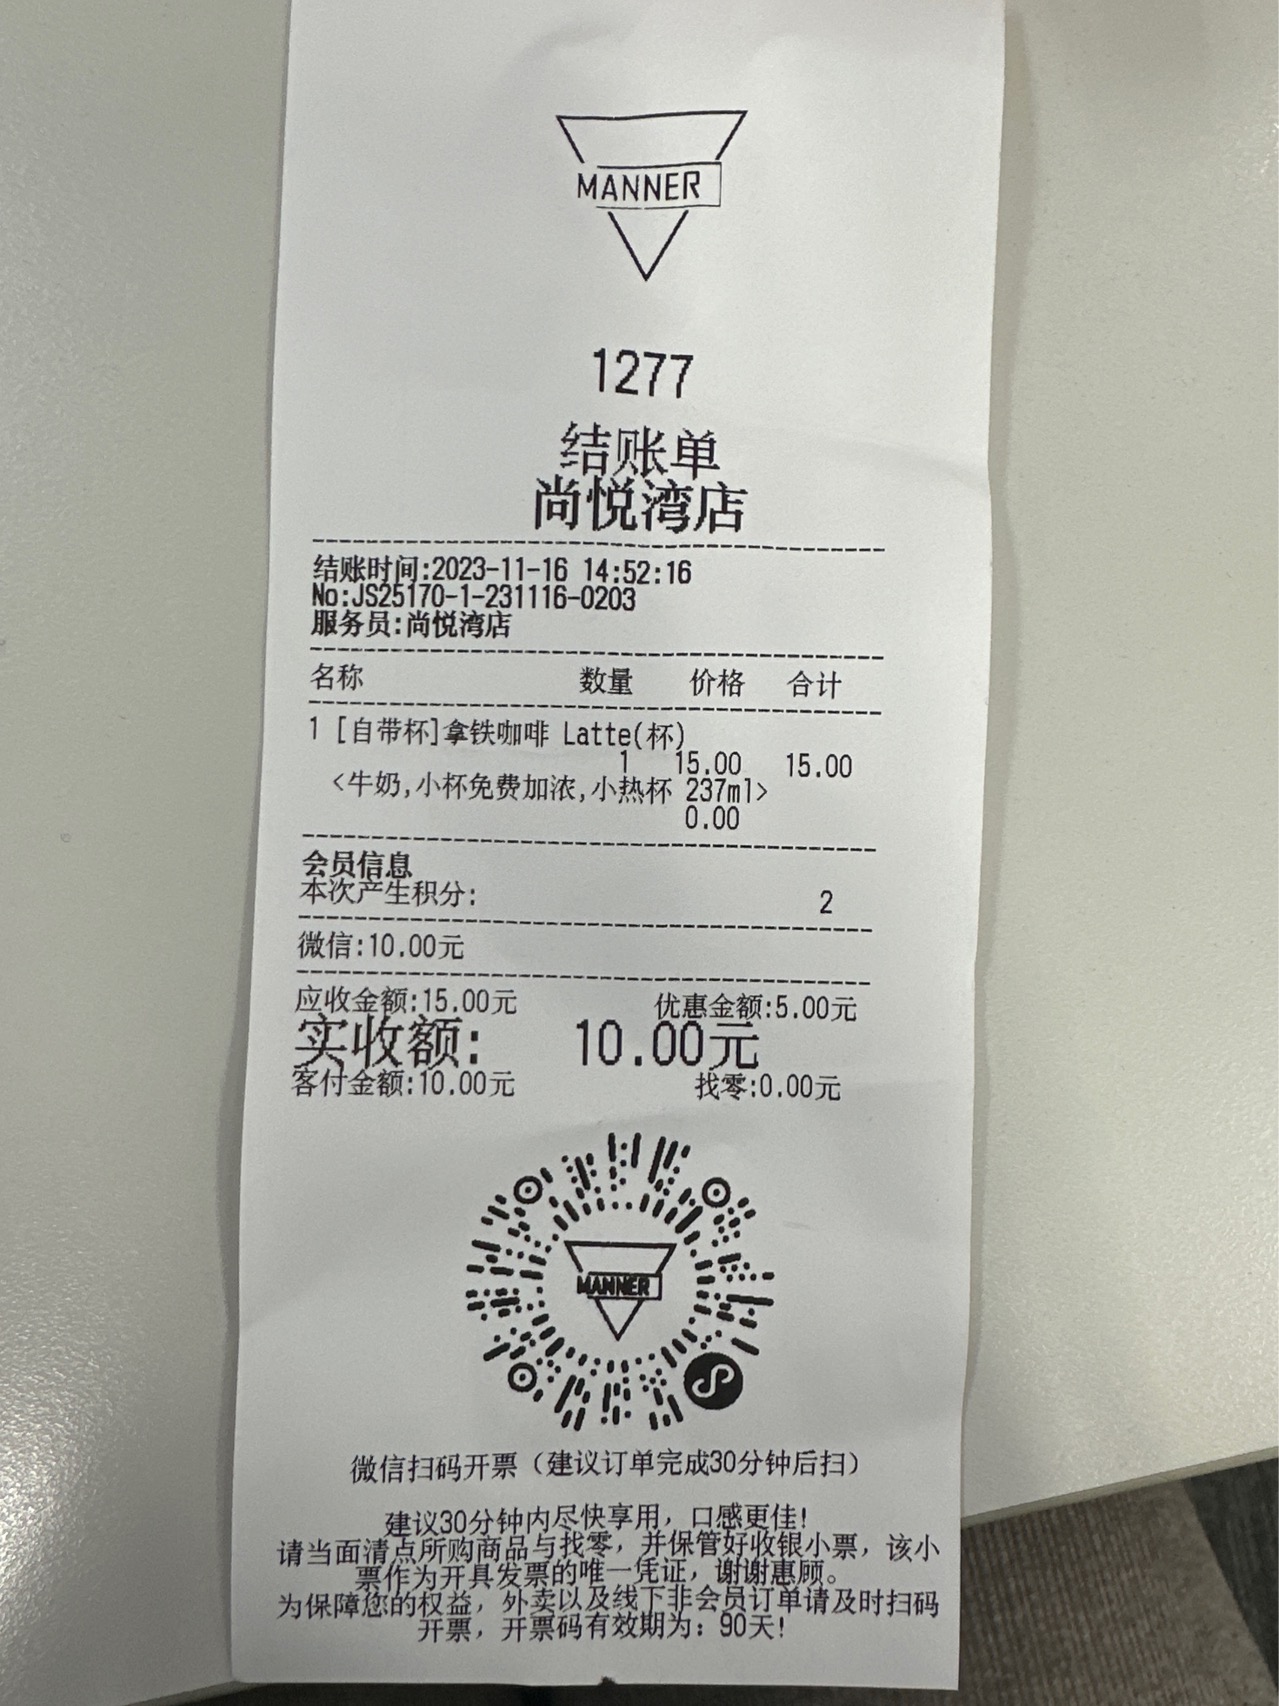 MANNER
1277
结账单
尚悦湾店
结账时间:2023-11-16 14:52:16
No:JS25170-1-231116-0203
服务员:尚悦湾店
名称 数量 价格 合计
1 [自带杯]拿铁咖啡 Latte(杯)
1 15.00 15.00
<牛奶,小杯免费加浓,小热杯 237ml>
0.00
会员信息
本次产生积分: 2
微信:10.00元
应收金额:15.00元 优惠金额:5.00元
实收额: 10.00元
客付金额:10.00元 找零:0.00元
MANNER
微信扫码开票（建议订单完成30分钟后扫）
建议30分钟内尽快享用，口感更佳!
请当面清点所购商品与找零，并保管好收银小票，该小
票作为开具发票的唯一凭证，谢谢惠顾。
为保障您的权益，外卖以及线下非会员订单请及时扫码
开票，开票码有效期为：90天!